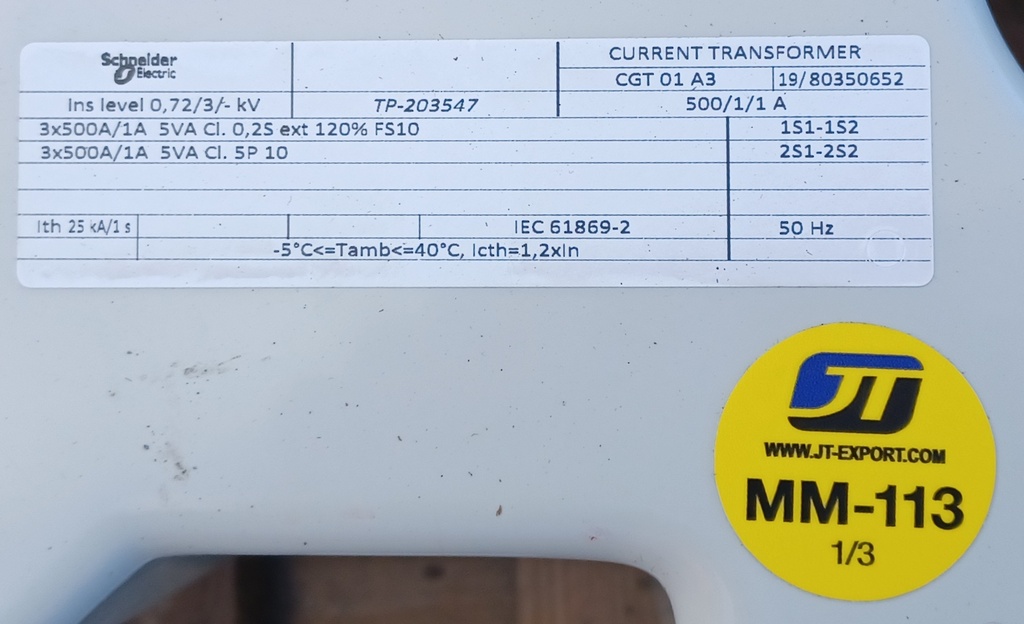 Schneider
Electric
CURRENT TRANSFORMER
CGT 01 A3 19/80350652
Ins level 0,72/3/- kV TP-203547 500/1/1 A
3x500A/1A 5VA Cl. 0,2S ext 120% FS10 1S1-1S2
3x500A/1A 5VA Cl. 5P 10 2S1-2S2
Ith 25 kA/1 s IEC 61869-2 50 Hz
-5°C<=Tamb<=40°C, Icth=1,2xIn
JT
WWW.JT-EXPORT.COM
MM-113
1/3